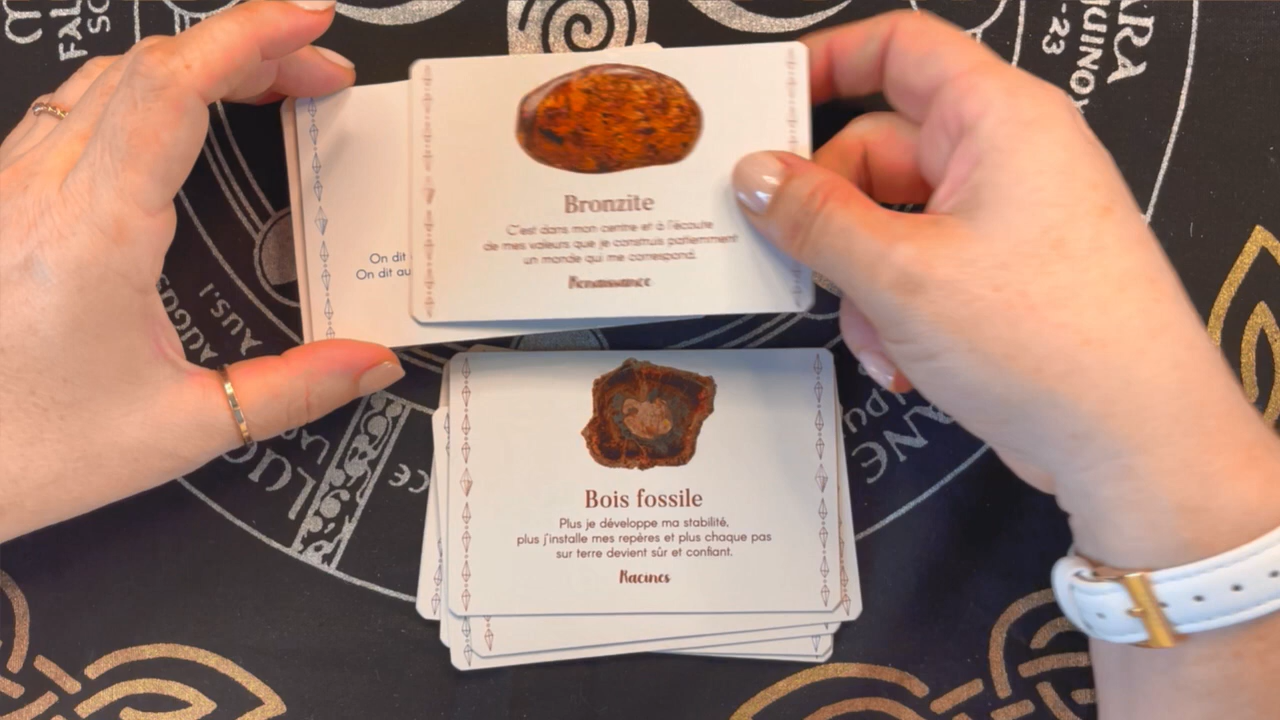 Bronzite
C'est dans mon centre et à l'écoute
de mes valeurs que je construis patiemment
un monde qui me correspond.
Renaissance
On dit
On dit au
Bois fossile
Plus je développe ma stabilité,
plus j'installe mes repères et plus chaque pas
sur terre devient sûr et confiant.
Racines